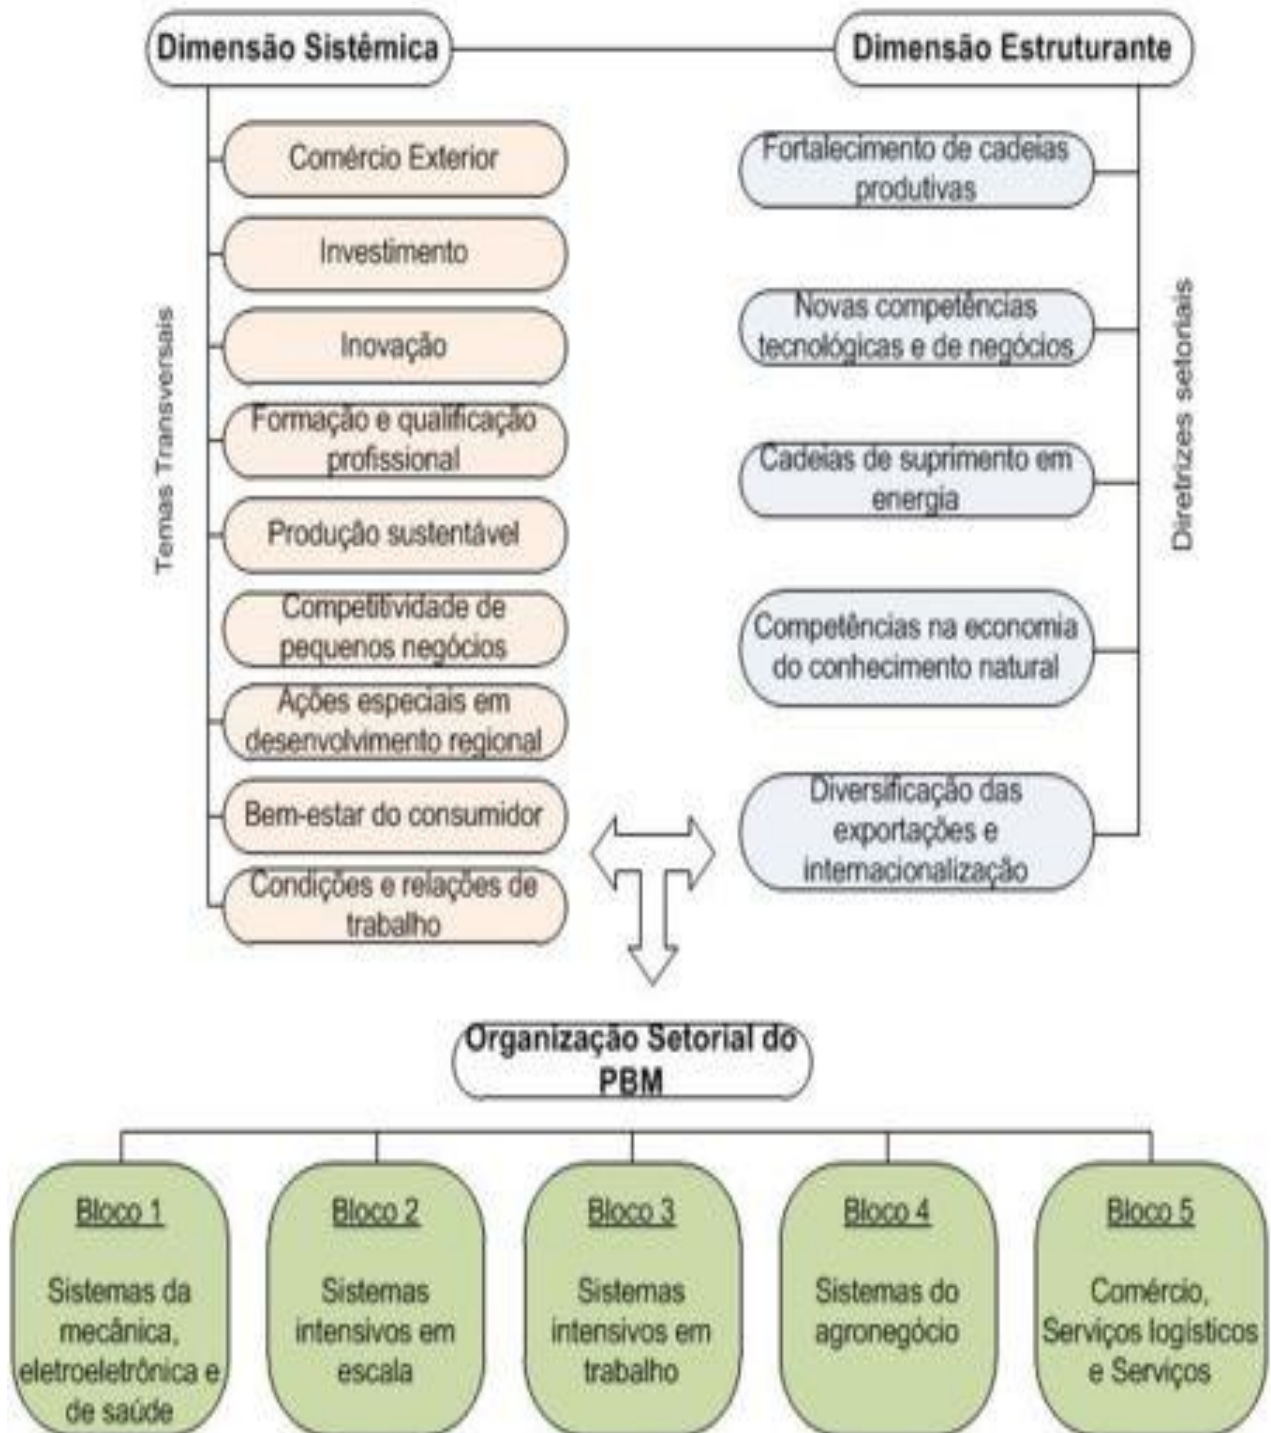 Dimensão Sistêmica
Dimensão Estruturante
Temas Transversais
Comércio Exterior
Investimento
Inovação
Formação e qualificação
profissional
Produção sustentável
Competitividade de
pequenos negócios
Ações especiais em
desenvolvimento regional
Bem-estar do consumidor
Condições e relações de
trabalho
Fortalecimento de cadeias
produtivas
Novas competências
tecnológicas e de negócios
Cadeias de suprimento em
energia
Competências na economia
do conhecimento natural
Diversificação das
exportações e
internacionalização
Diretrizes setoriais
Organização Setorial do
PBM
Bloco 1
Sistemas da
mecânica,
eletroeletrônica e
de saúde
Bloco 2
Sistemas
intensivos em
escala
Bloco 3
Sistemas
intensivos em
trabalho
Bloco 4
Sistemas do
agronegócio
Bloco 5
Comércio,
Serviços logísticos
e Serviços